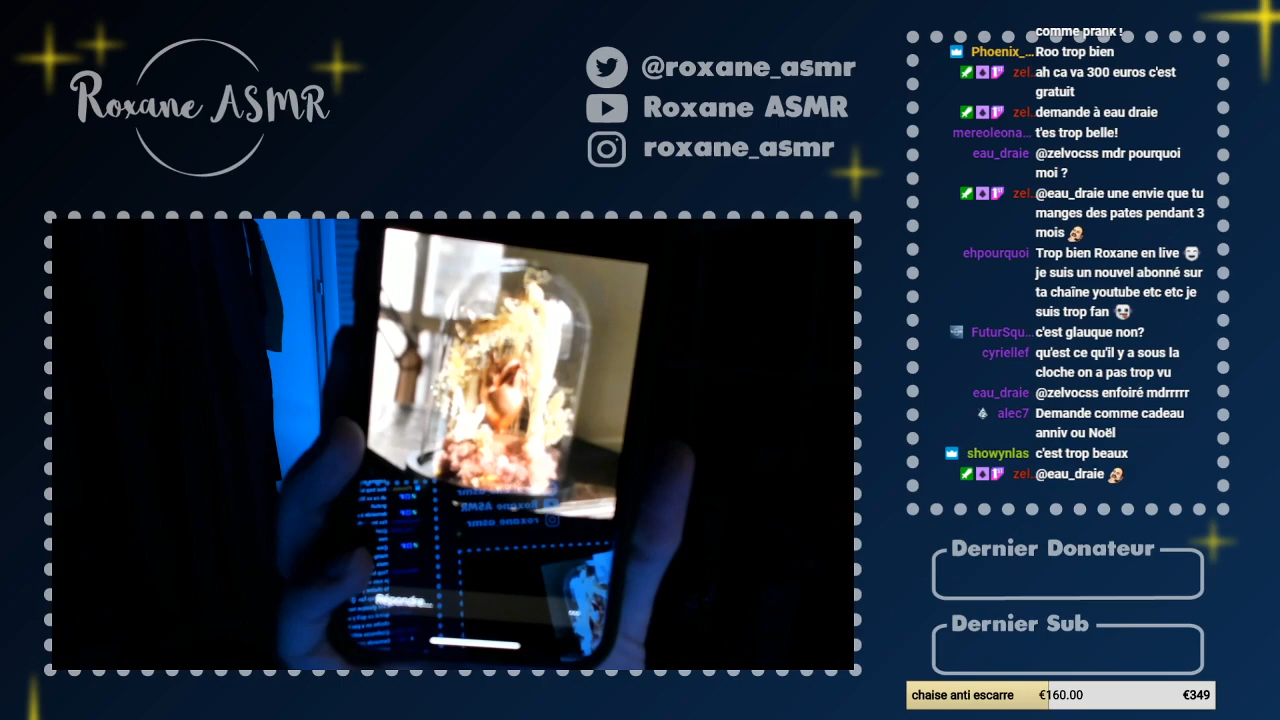 Roxane ASMR
@roxane_asmr
Roxane ASMR
roxane_asmr
comme prank !
Phoenix_... Roo trop bien
zel... ah ca va 300 euros c'est
gratuit
zel... demande à eau draie
mereoleona... t'es trop belle!
eau_draie @zelvocss mdr pourquoi
moi ?
zel... @eau_draie une envie que tu
manges des pates pendant 3
mois
ehpourquoi Trop bien Roxane en live
je suis un nouvel abonné sur
ta chaîne youtube etc etc je
suis trop fan
FuturSqu... c'est glauque non?
cyriellef qu'est ce qu'il y a sous la
cloche on a pas trop vu
eau_draie @zelvocss enfoiré mdrrrrr
alec7 Demande comme cadeau
anniv ou Noël
showynlas c'est trop beaux
zel... @eau_draie
Roxane ASMR
roxane asmr
Répondre...
Dernier Donateur
Dernier Sub
chaise anti escarre €160.00 €349